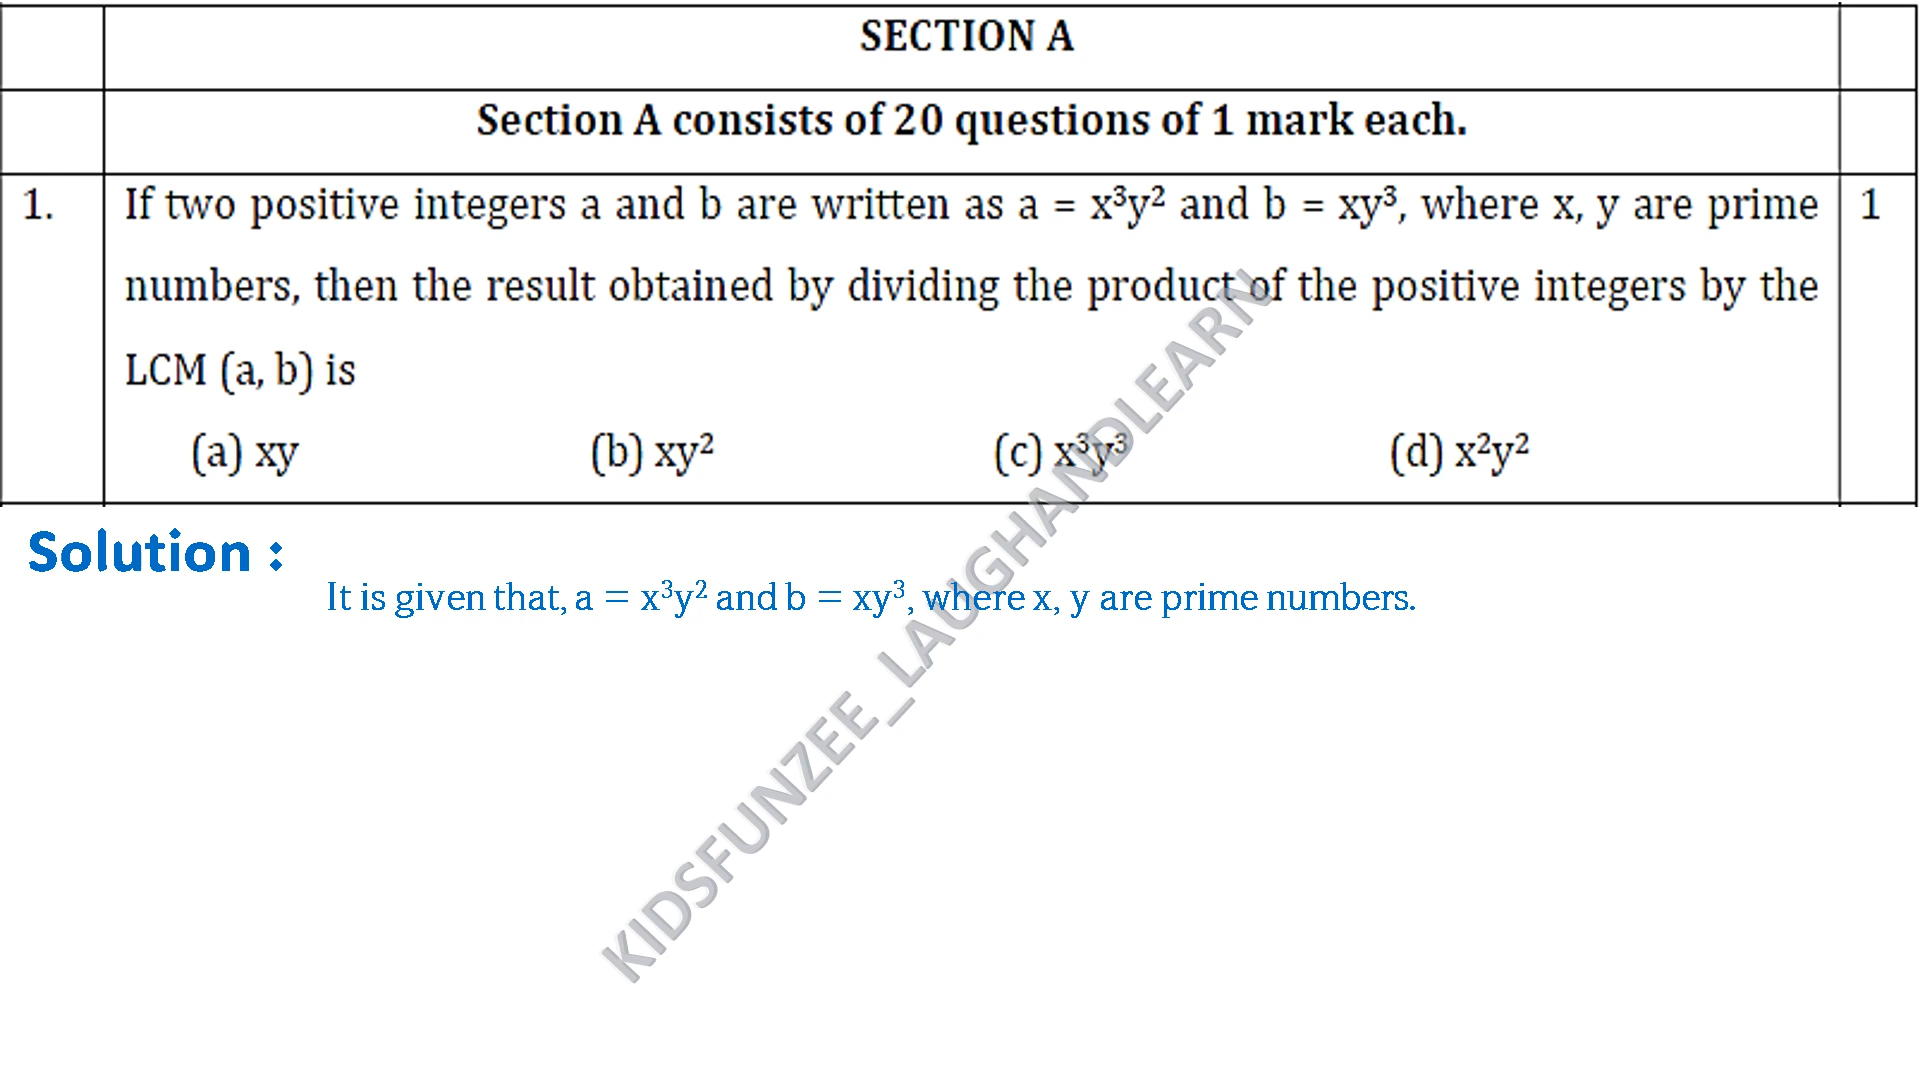 SECTION A
Section A consists of 20 questions of 1 mark each.
1. If two positive integers a and b are written as a = x³y² and b = xy³, where x, y are prime 1
numbers, then the result obtained by dividing the product of the positive integers by the
LCM (a, b) is
(a) xy (b) xy² (c) x³y³ (d) x²y²
Solution :
It is given that, a = x³y² and b = xy³, where x, y are prime numbers.
KIDSFUNZEE_LAUGHANDLEARN